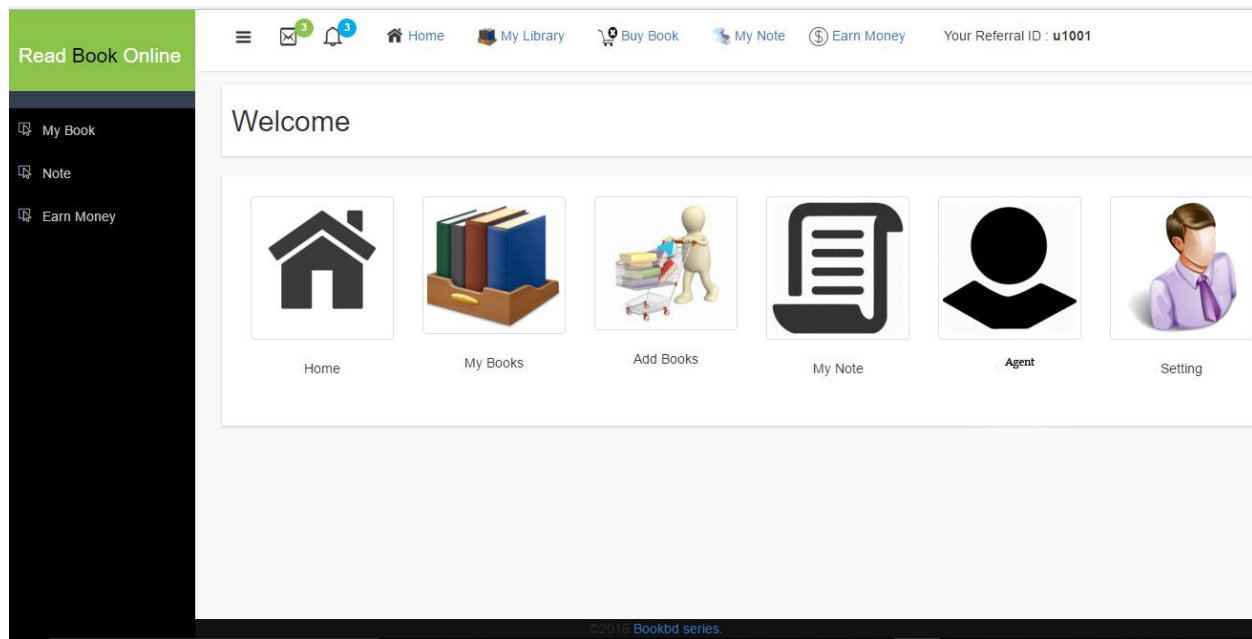 Read Book Online
3 3 Home My Library Buy Book My Note Earn Money Your Referral ID : u1001
My Book
Note
Earn Money
Welcome
Home My Books Add Books My Note Agent Setting
©2016 Bookbd series.